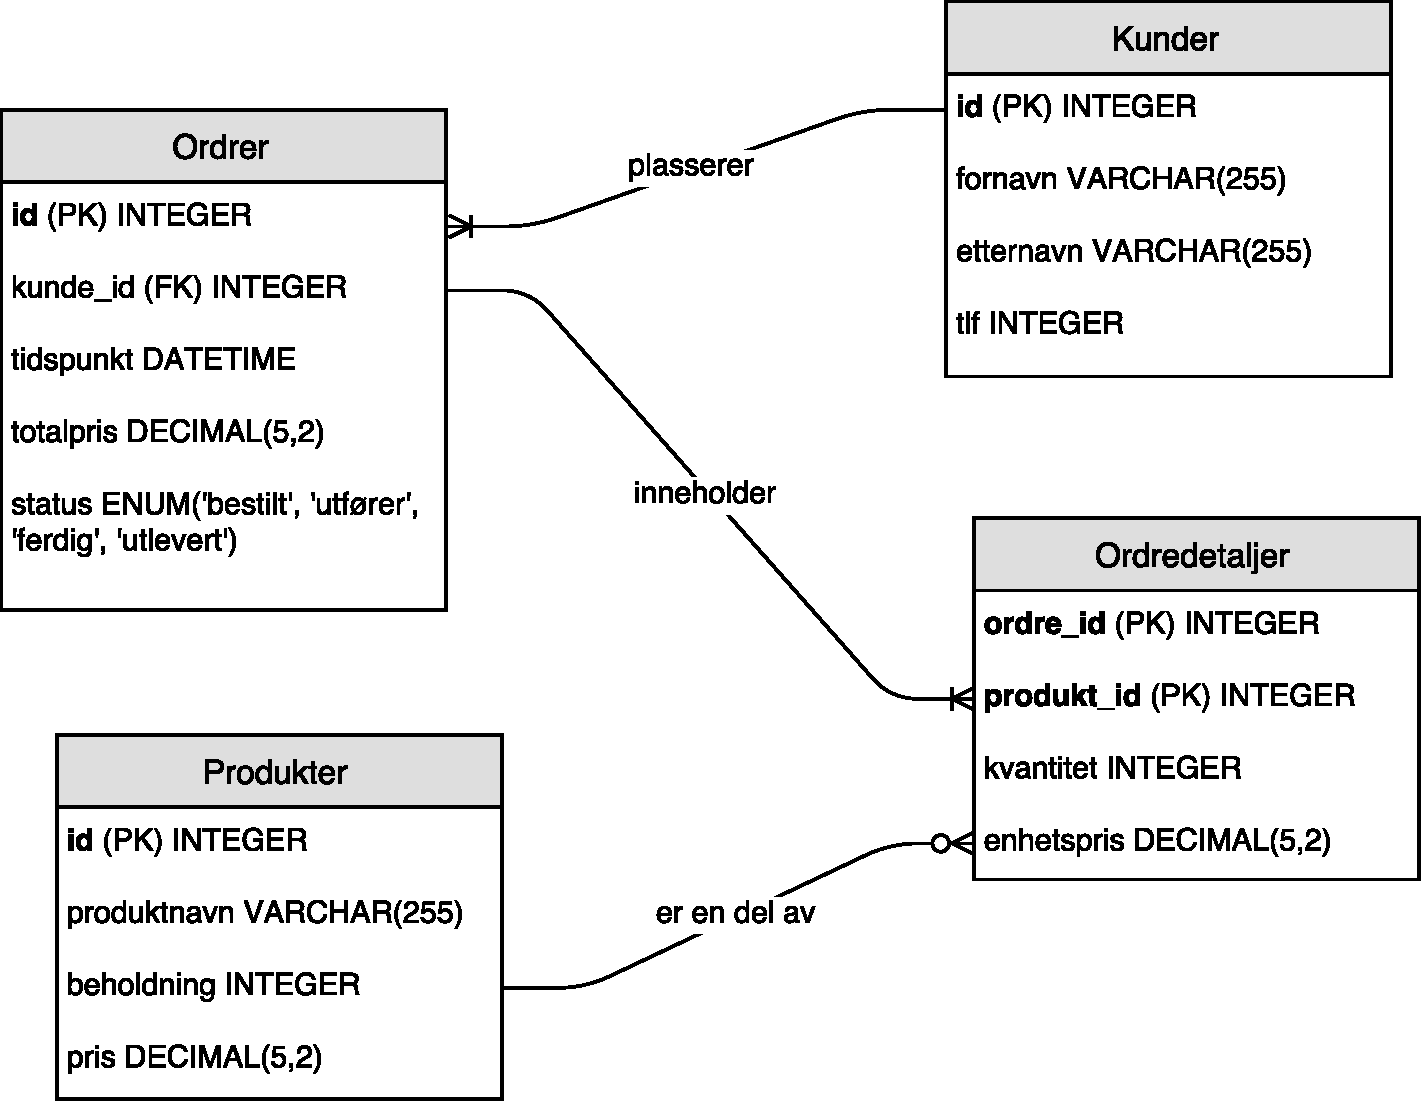 Kunder
id (PK) INTEGER
fornavn VARCHAR(255)
etternavn VARCHAR(255)
tlf INTEGER
Ordrer
id (PK) INTEGER
kunde_id (FK) INTEGER
tidspunkt DATETIME
totalpris DECIMAL(5,2)
status ENUM('bestilt', 'utfører',
'ferdig', 'utlevert')
plasserer
inneholder
Ordredetaljer
ordre_id (PK) INTEGER
produkt_id (PK) INTEGER
kvantitet INTEGER
enhetspris DECIMAL(5,2)
Produkter
id (PK) INTEGER
produktnavn VARCHAR(255)
beholdning INTEGER
pris DECIMAL(5,2)
er en del av